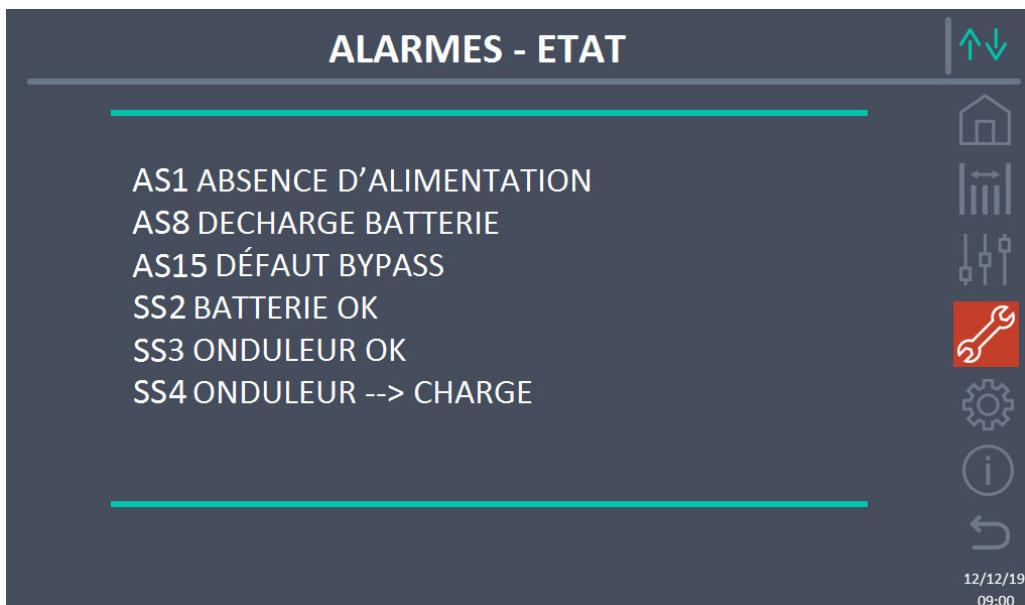 ALARMES - ETAT
AS1 ABSENCE D’ALIMENTATION
AS8 DECHARGE BATTERIE
AS15 DÉFAUT BYPASS
SS2 BATTERIE OK
SS3 ONDULEUR OK
SS4 ONDULEUR --> CHARGE
12/12/19
09:00